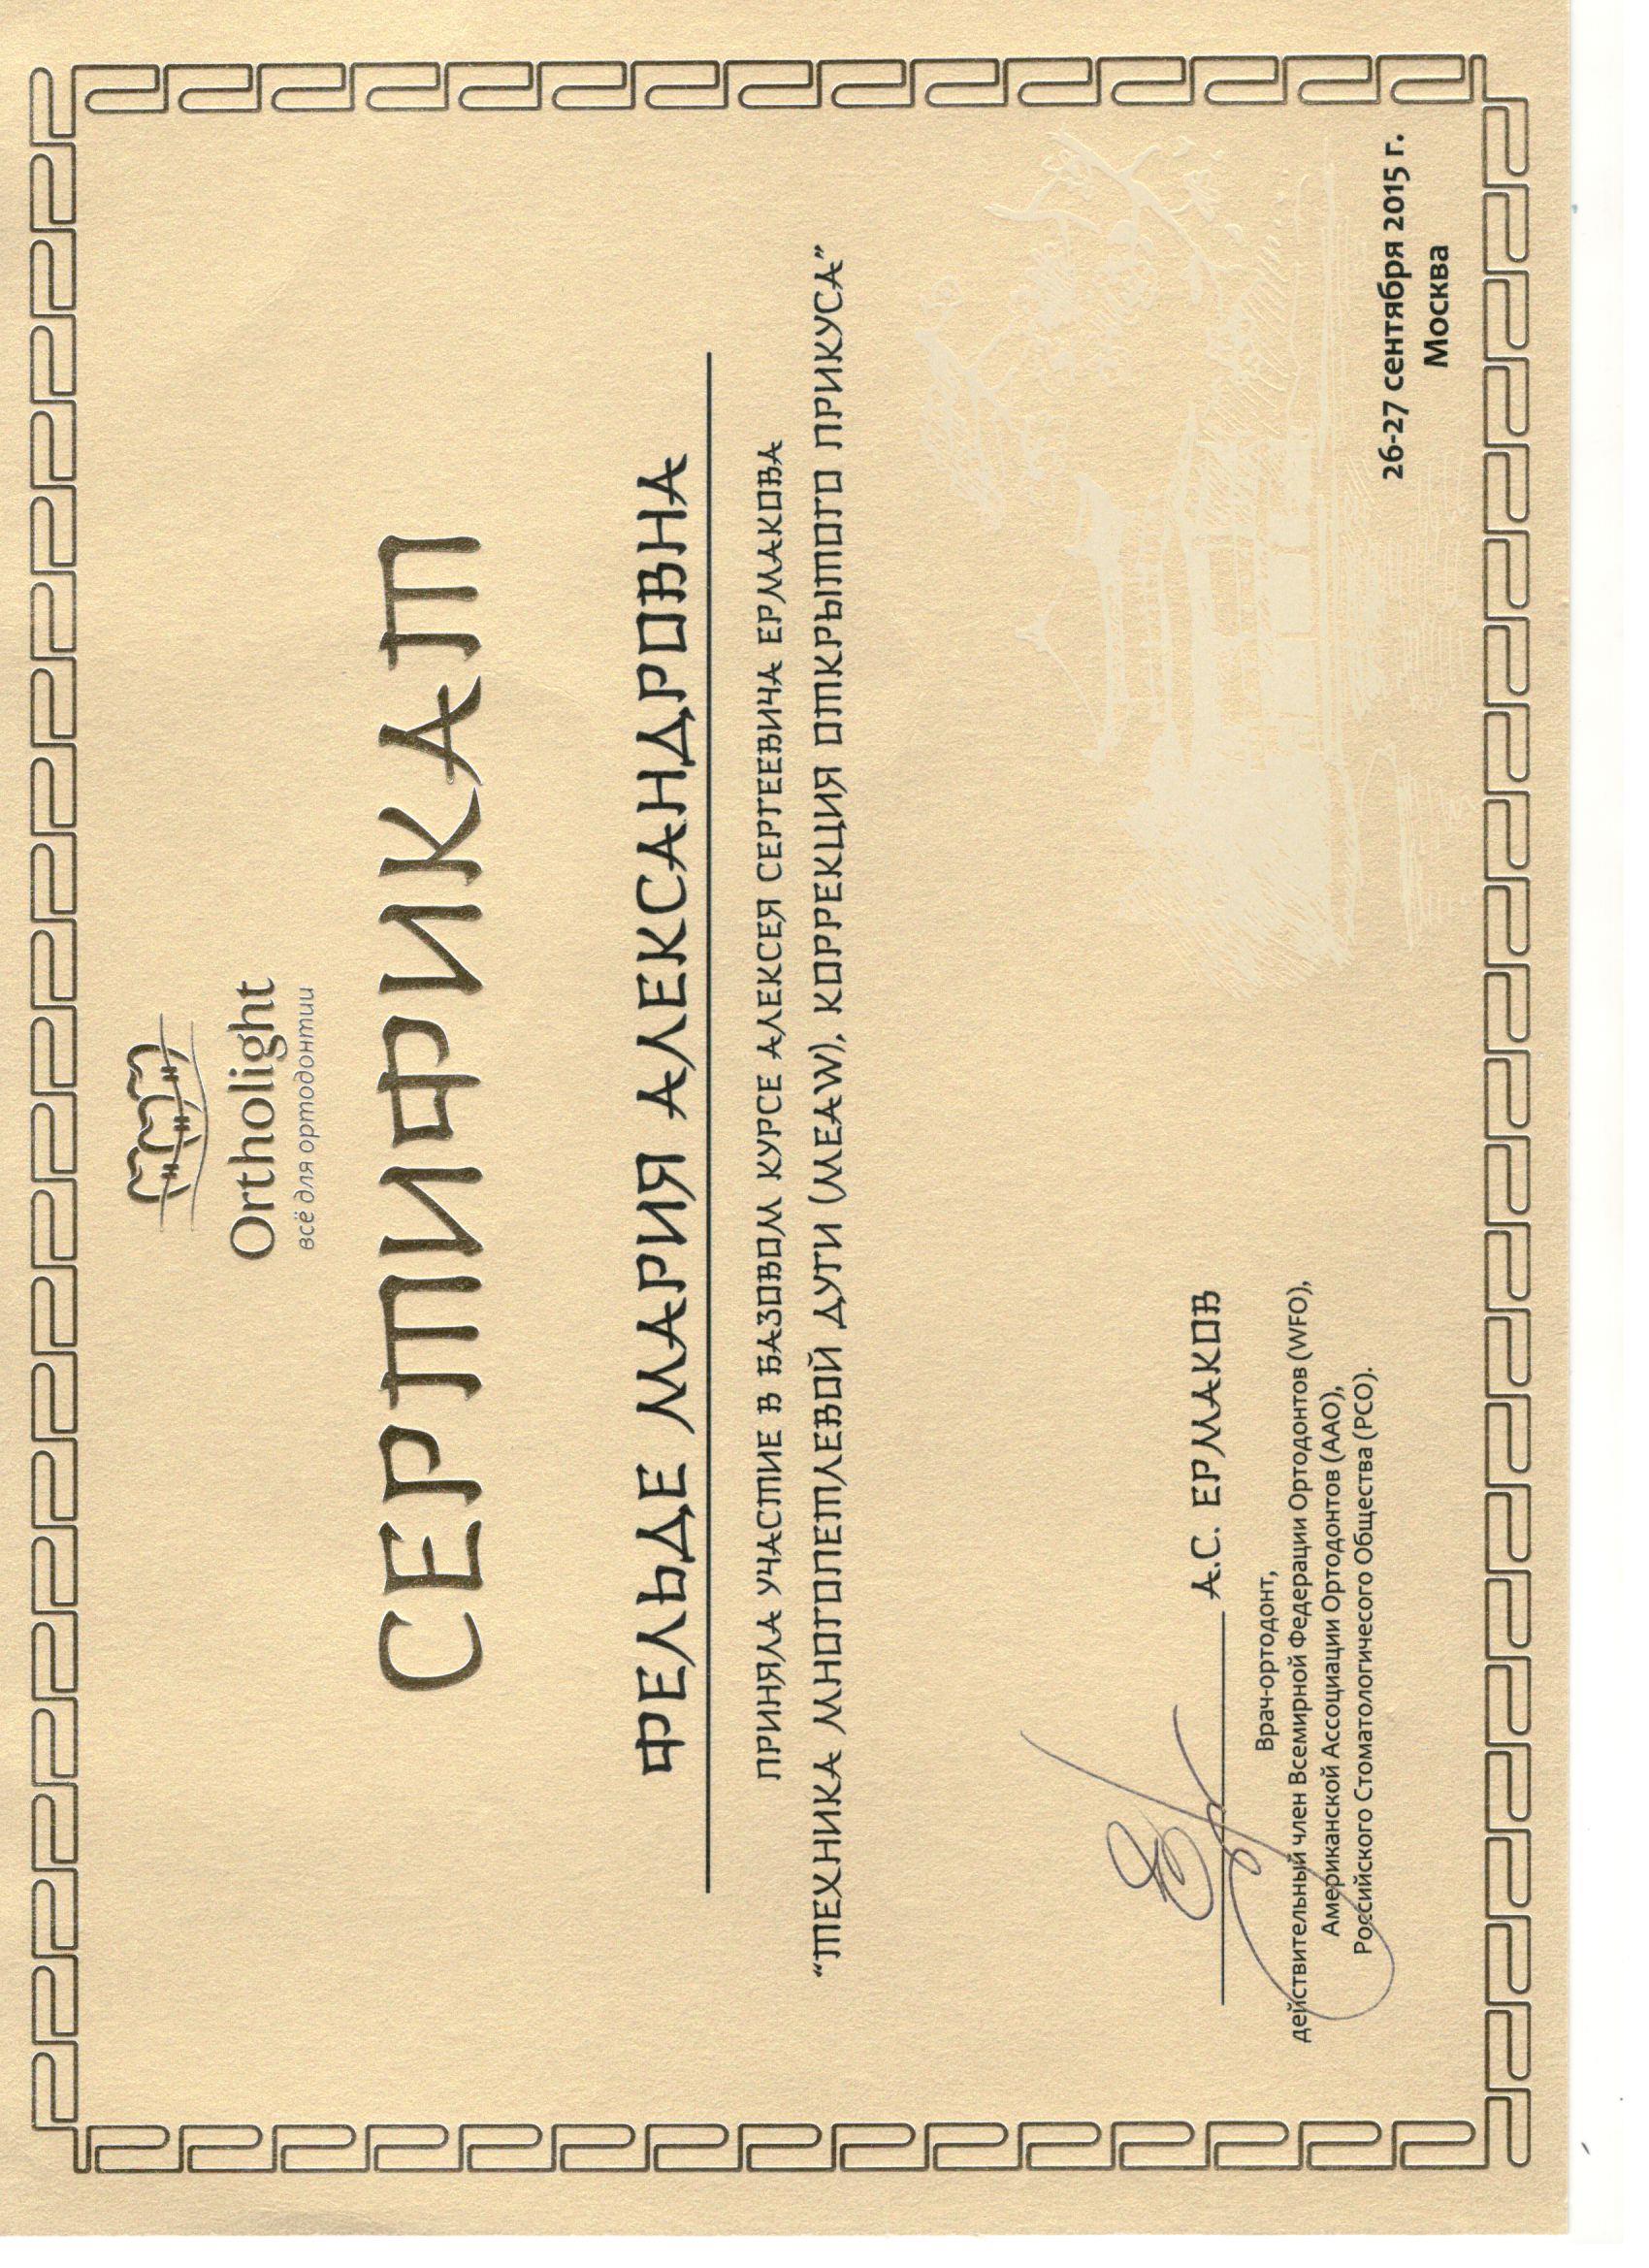 Ortholight
всё для ортодонтии
СЕРТИФИКАТ
ФЕЛЬДЕ МАРИЯ АЛЕКСАНДРОВНА
ПРИНЯЛА УЧАСТИЕ В БАЗОВОМ КУРСЕ АЛЕКСЕЯ СЕРГЕЕВИЧА ЕРМАКОВА
“ТЕХНИКА МНОГОПЕТЛЕВОЙ ДУГИ (MEAW). КОРРЕКЦИЯ ОТКРЫТОГО ПРИКУСА”
А.С. ЕРМАКОВ
Врач-ортодонт,
действительный член Всемирной Федерации Ортодонтов (WFO),
Американской Ассоциации Ортодонтов (ААО),
Российского Стоматологичесого Общества (РСО).
26-27 сентября 2015 г.
Москва